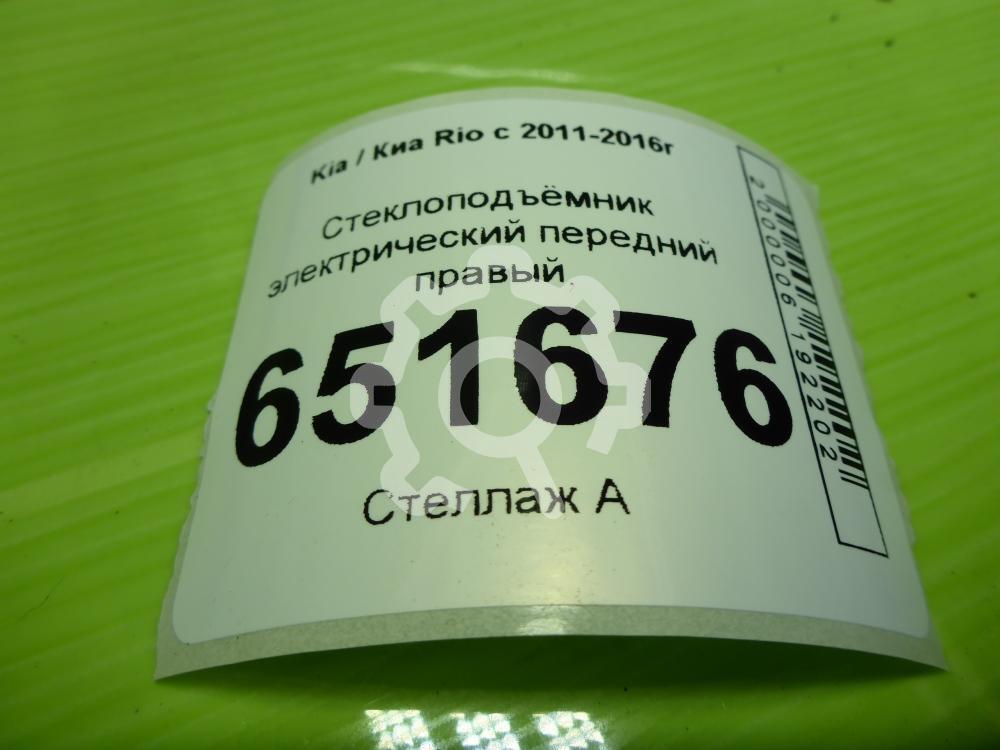 Kia / Киа Rio с 2011-2016г
Стеклоподъёмник
электрический передний
правый
651676
Стеллаж А
2000006192202